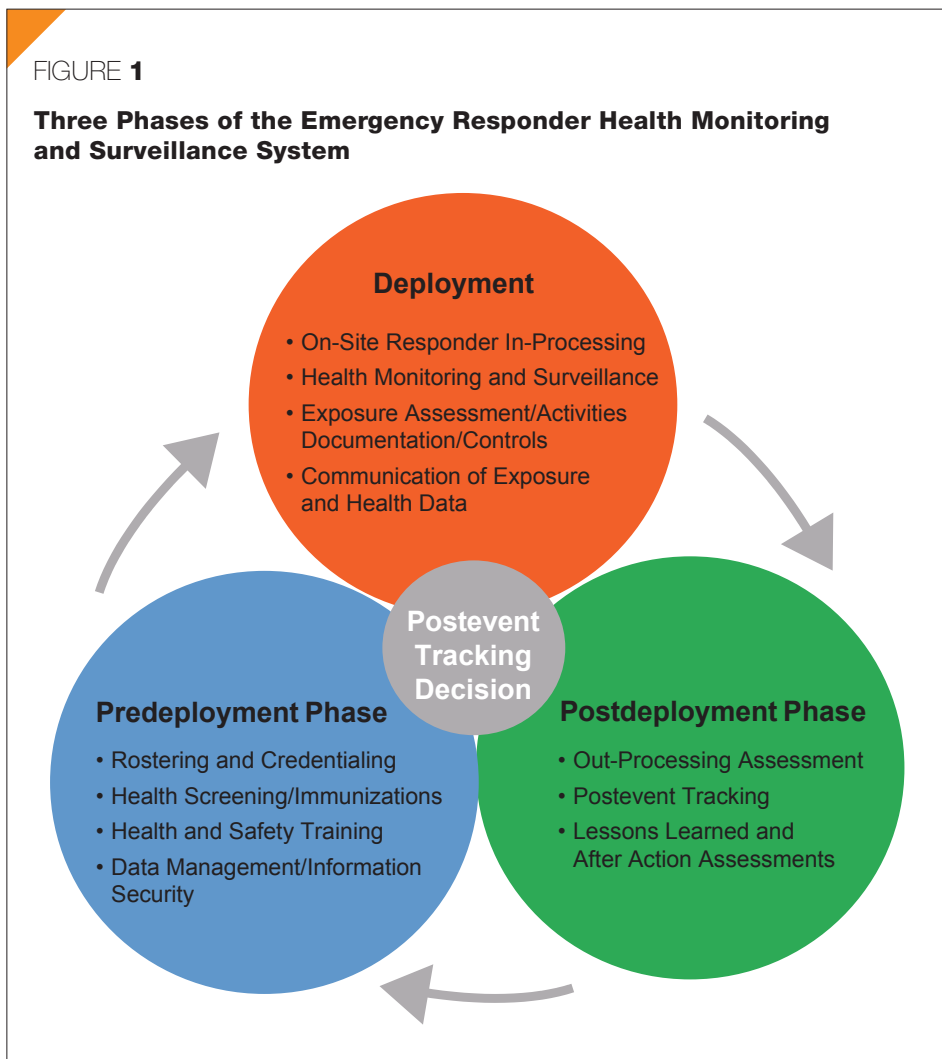 FIGURE 1
Three Phases of the Emergency Responder Health Monitoring
and Surveillance System
Deployment
• On-Site Responder In-Processing
• Health Monitoring and Surveillance
• Exposure Assessment/Activities
Documentation/Controls
• Communication of Exposure
and Health Data
Postevent
Tracking
Decision
Predeployment Phase
• Rostering and Credentialing
• Health Screening/Immunizations
• Health and Safety Training
• Data Management/Information
Security
Postdeployment Phase
• Out-Processing Assessment
• Postevent Tracking
• Lessons Learned and
After Action Assessments